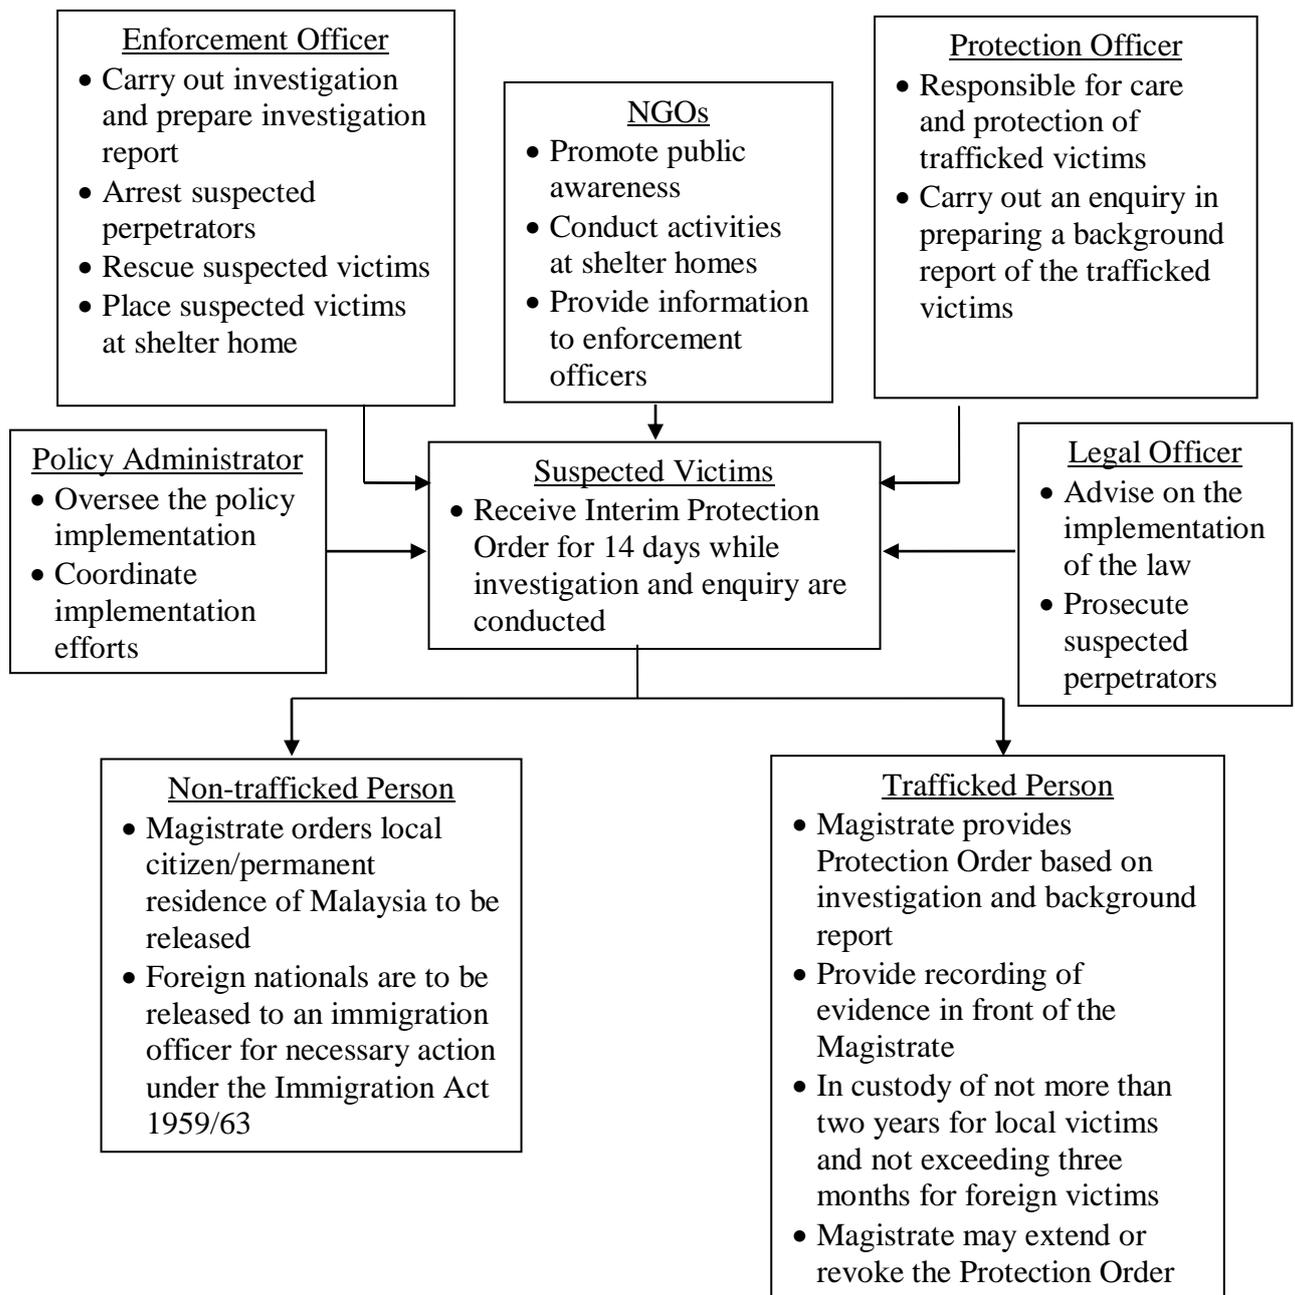 Enforcement Officer
• Carry out investigation
and prepare investigation
report
• Arrest suspected
perpetrators
• Rescue suspected victims
• Place suspected victims
at shelter home
NGOs
• Promote public
awareness
• Conduct activities
at shelter homes
• Provide information
to enforcement
officers
Protection Officer
• Responsible for care
and protection of
trafficked victims
• Carry out an enquiry in
preparing a background
report of the trafficked
victims
Policy Administrator
• Oversee the policy
implementation
• Coordinate
implementation
efforts
Suspected Victims
• Receive Interim Protection
Order for 14 days while
investigation and enquiry are
conducted
Legal Officer
• Advise on the
implementation
of the law
• Prosecute
suspected
perpetrators
Non-trafficked Person
• Magistrate orders local
citizen/permanent
residence of Malaysia to be
released
• Foreign nationals are to be
released to an immigration
officer for necessary action
under the Immigration Act
1959/63
Trafficked Person
• Magistrate provides
Protection Order based on
investigation and background
report
• Provide recording of
evidence in front of the
Magistrate
• In custody of not more than
two years for local victims
and not exceeding three
months for foreign victims
• Magistrate may extend or
revoke the Protection Order